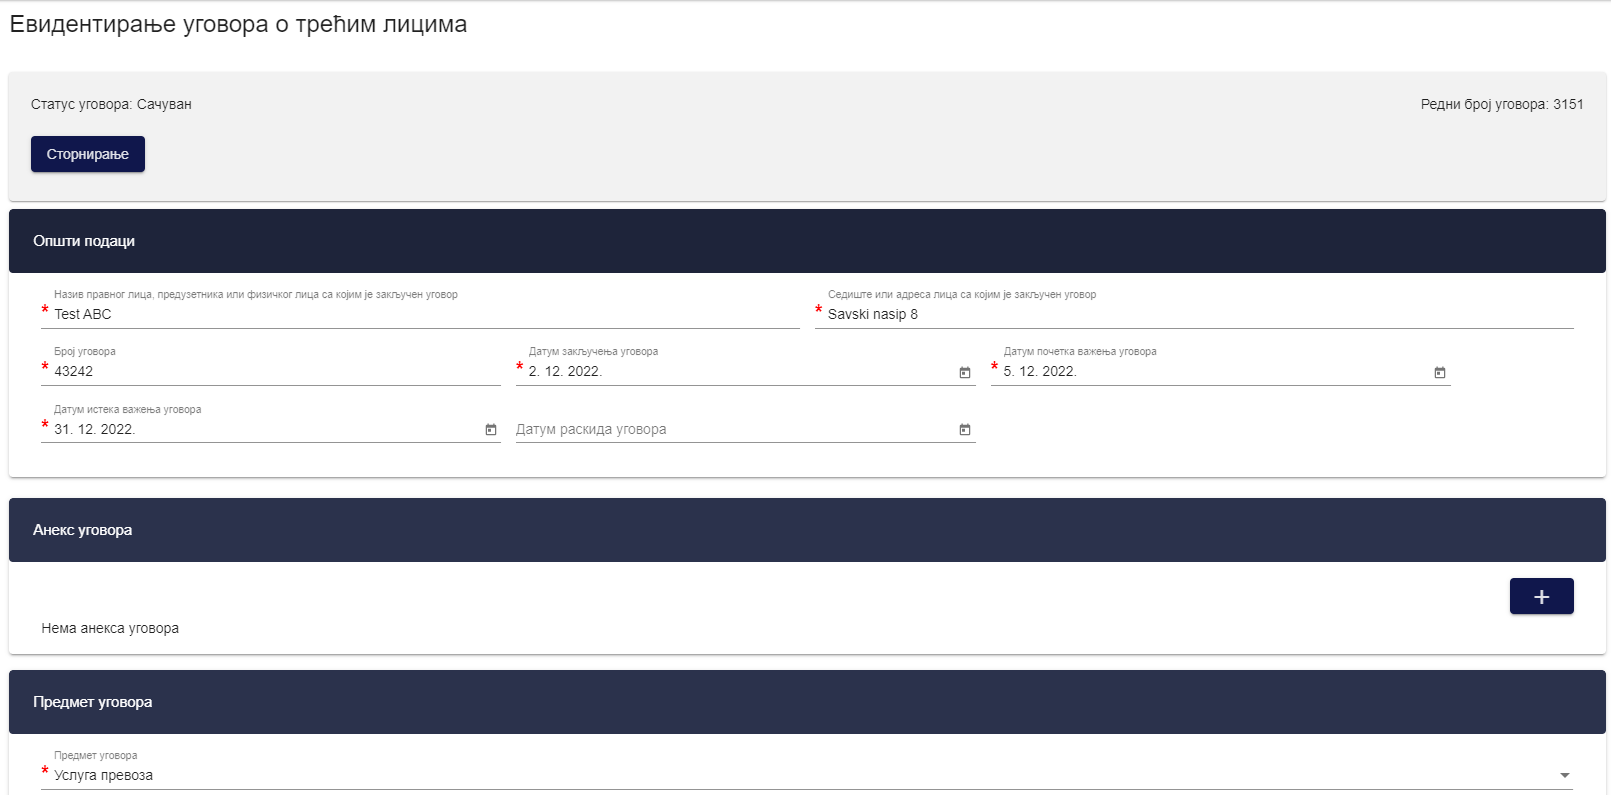 Евидентирање уговора о трећим лицима
Статус уговора: Сачуван
Редни број уговора: 3151
Сторнирање
Општи подаци
Назив правног лица, предузетника или физичког лица са којим је закључен уговор
* Test ABC
Седиште или адреса лица са којим је закључен уговор
* Savski nasip 8
Број уговора
* 43242
Датум закључења уговора
* 2. 12. 2022.
Датум почетка важења уговора
* 5. 12. 2022.
Датум истека важења уговора
* 31. 12. 2022.
Датум раскида уговора
Анекс уговора
+
Нема анекса уговора
Предмет уговора
Предмет уговора
* Услуга превоза